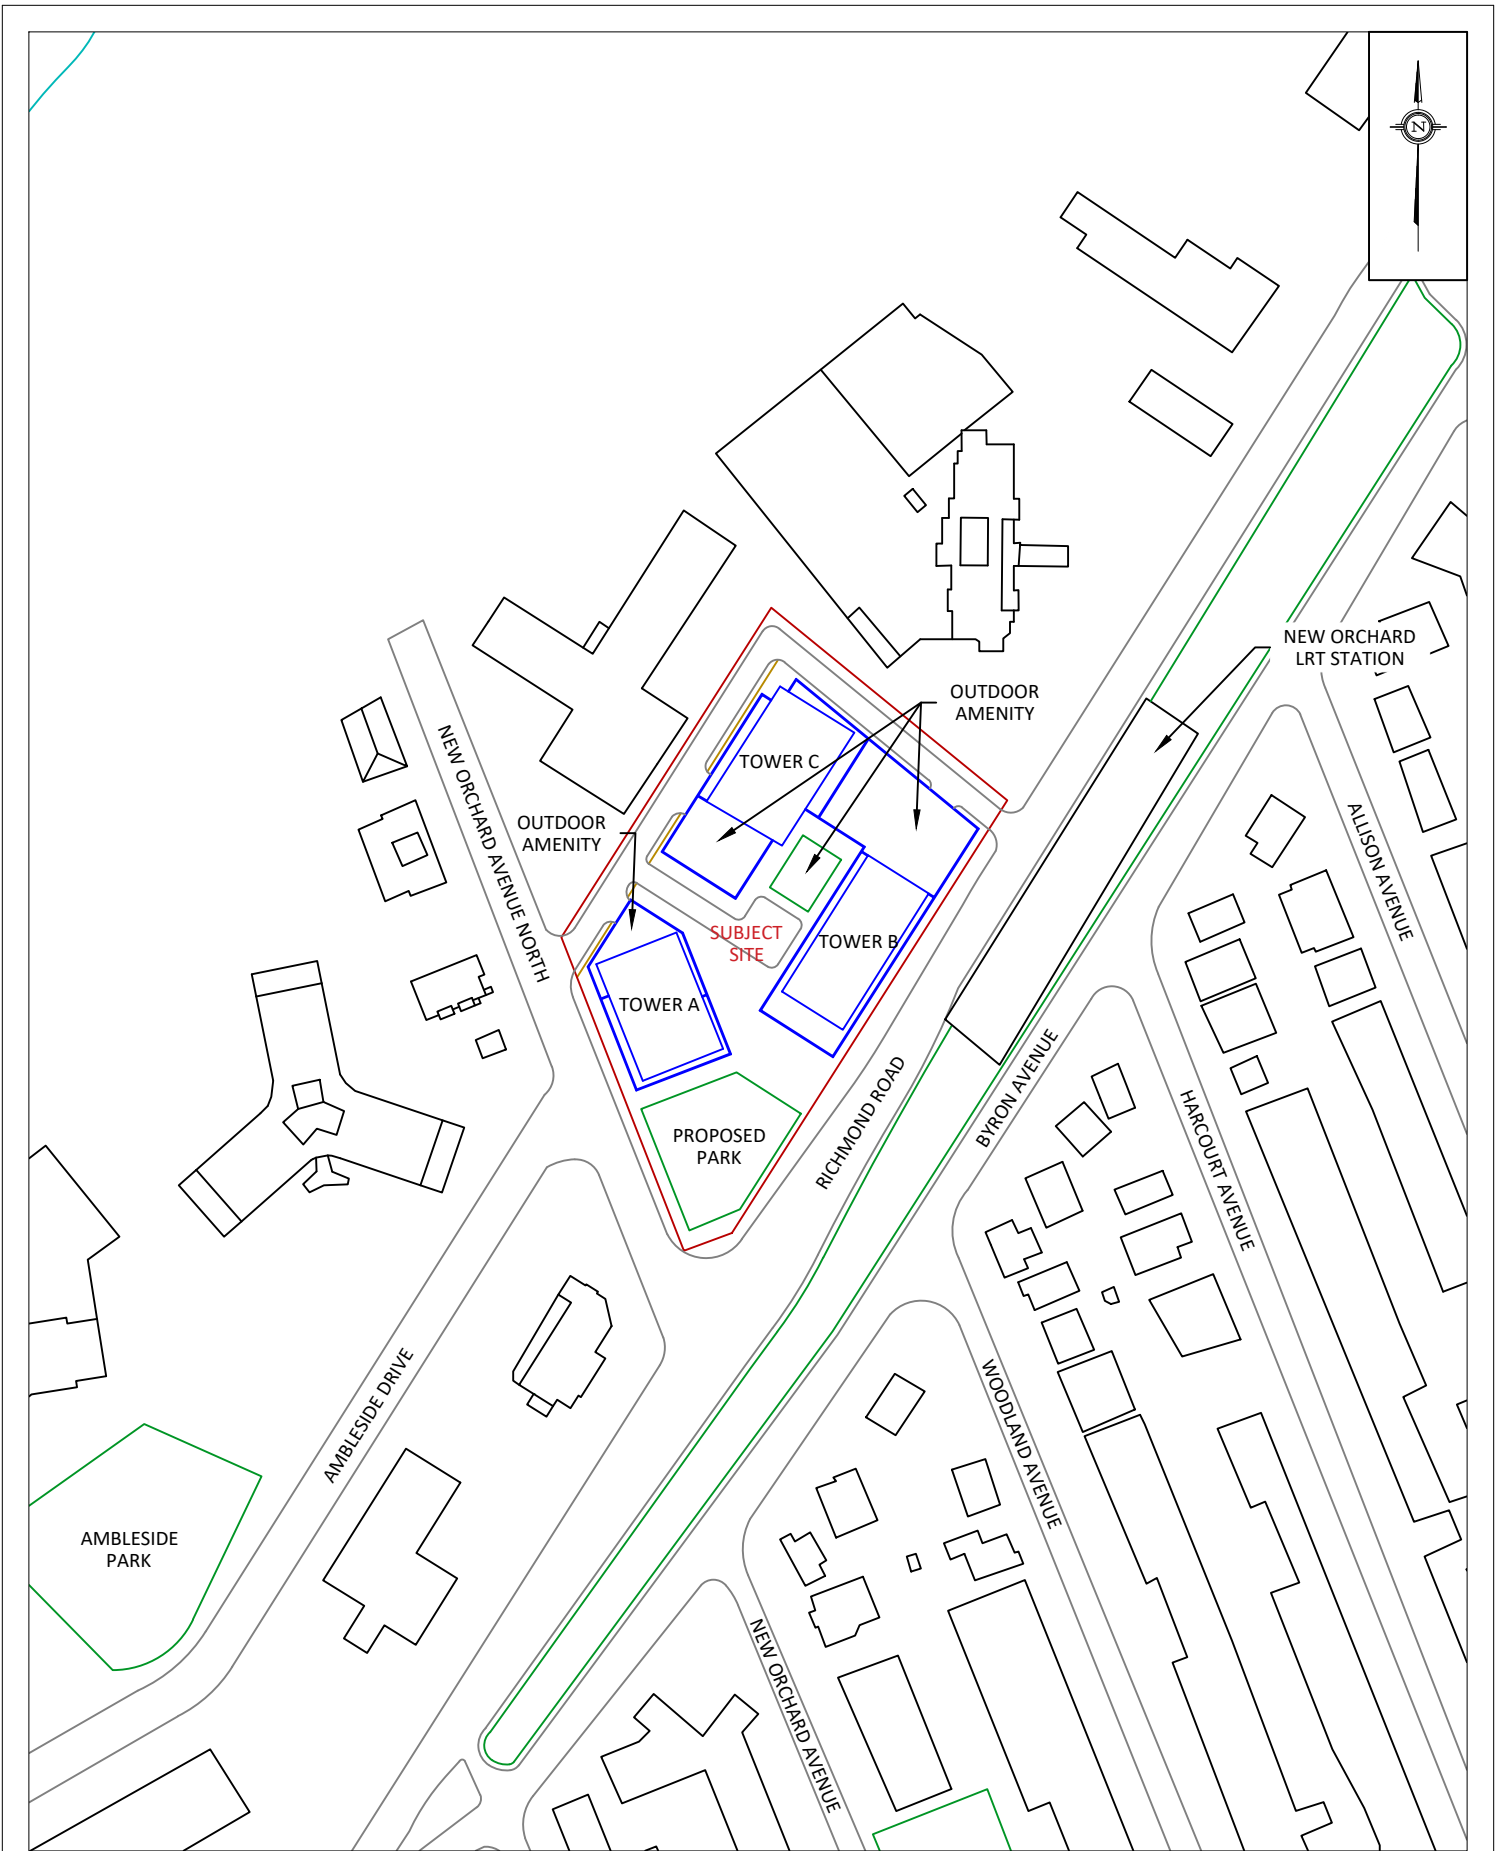 N
NEW ORCHARD
LRT STATION
OUTDOOR
AMENITY
NEW ORCHARD AVENUE NORTH
TOWER C
OUTDOOR
AMENITY
ALLISON AVENUE
SUBJECT
SITE
TOWER B
TOWER A
PROPOSED
PARK
RICHMOND ROAD
BYRON AVENUE
HARCOURT AVENUE
AMBLESIDE DRIVE
WOODLAND AVENUE
AMBLESIDE
PARK
NEW ORCHARD AVENUE